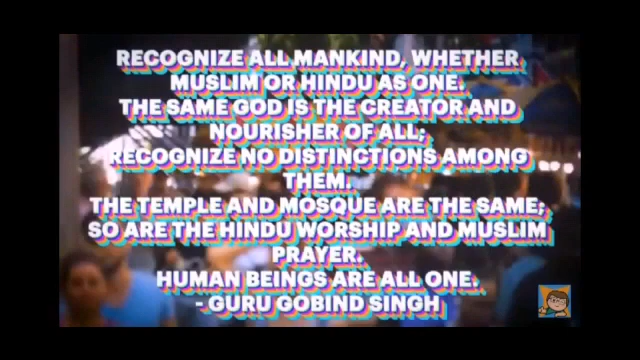 RECOGNIZE ALL MANKIND, WHETHER
MUSLIM OR HINDU AS ONE.
THE SAME GOD IS THE CREATOR AND
NOURISHER OF ALL;
RECOGNIZE NO DISTINCTIONS AMONG
THEM.
THE TEMPLE AND MOSQUE ARE THE SAME;
SO ARE THE HINDU WORSHIP AND MUSLIM
PRAYER.
HUMAN BEINGS ARE ALL ONE.
- GURU GOBIND SINGH